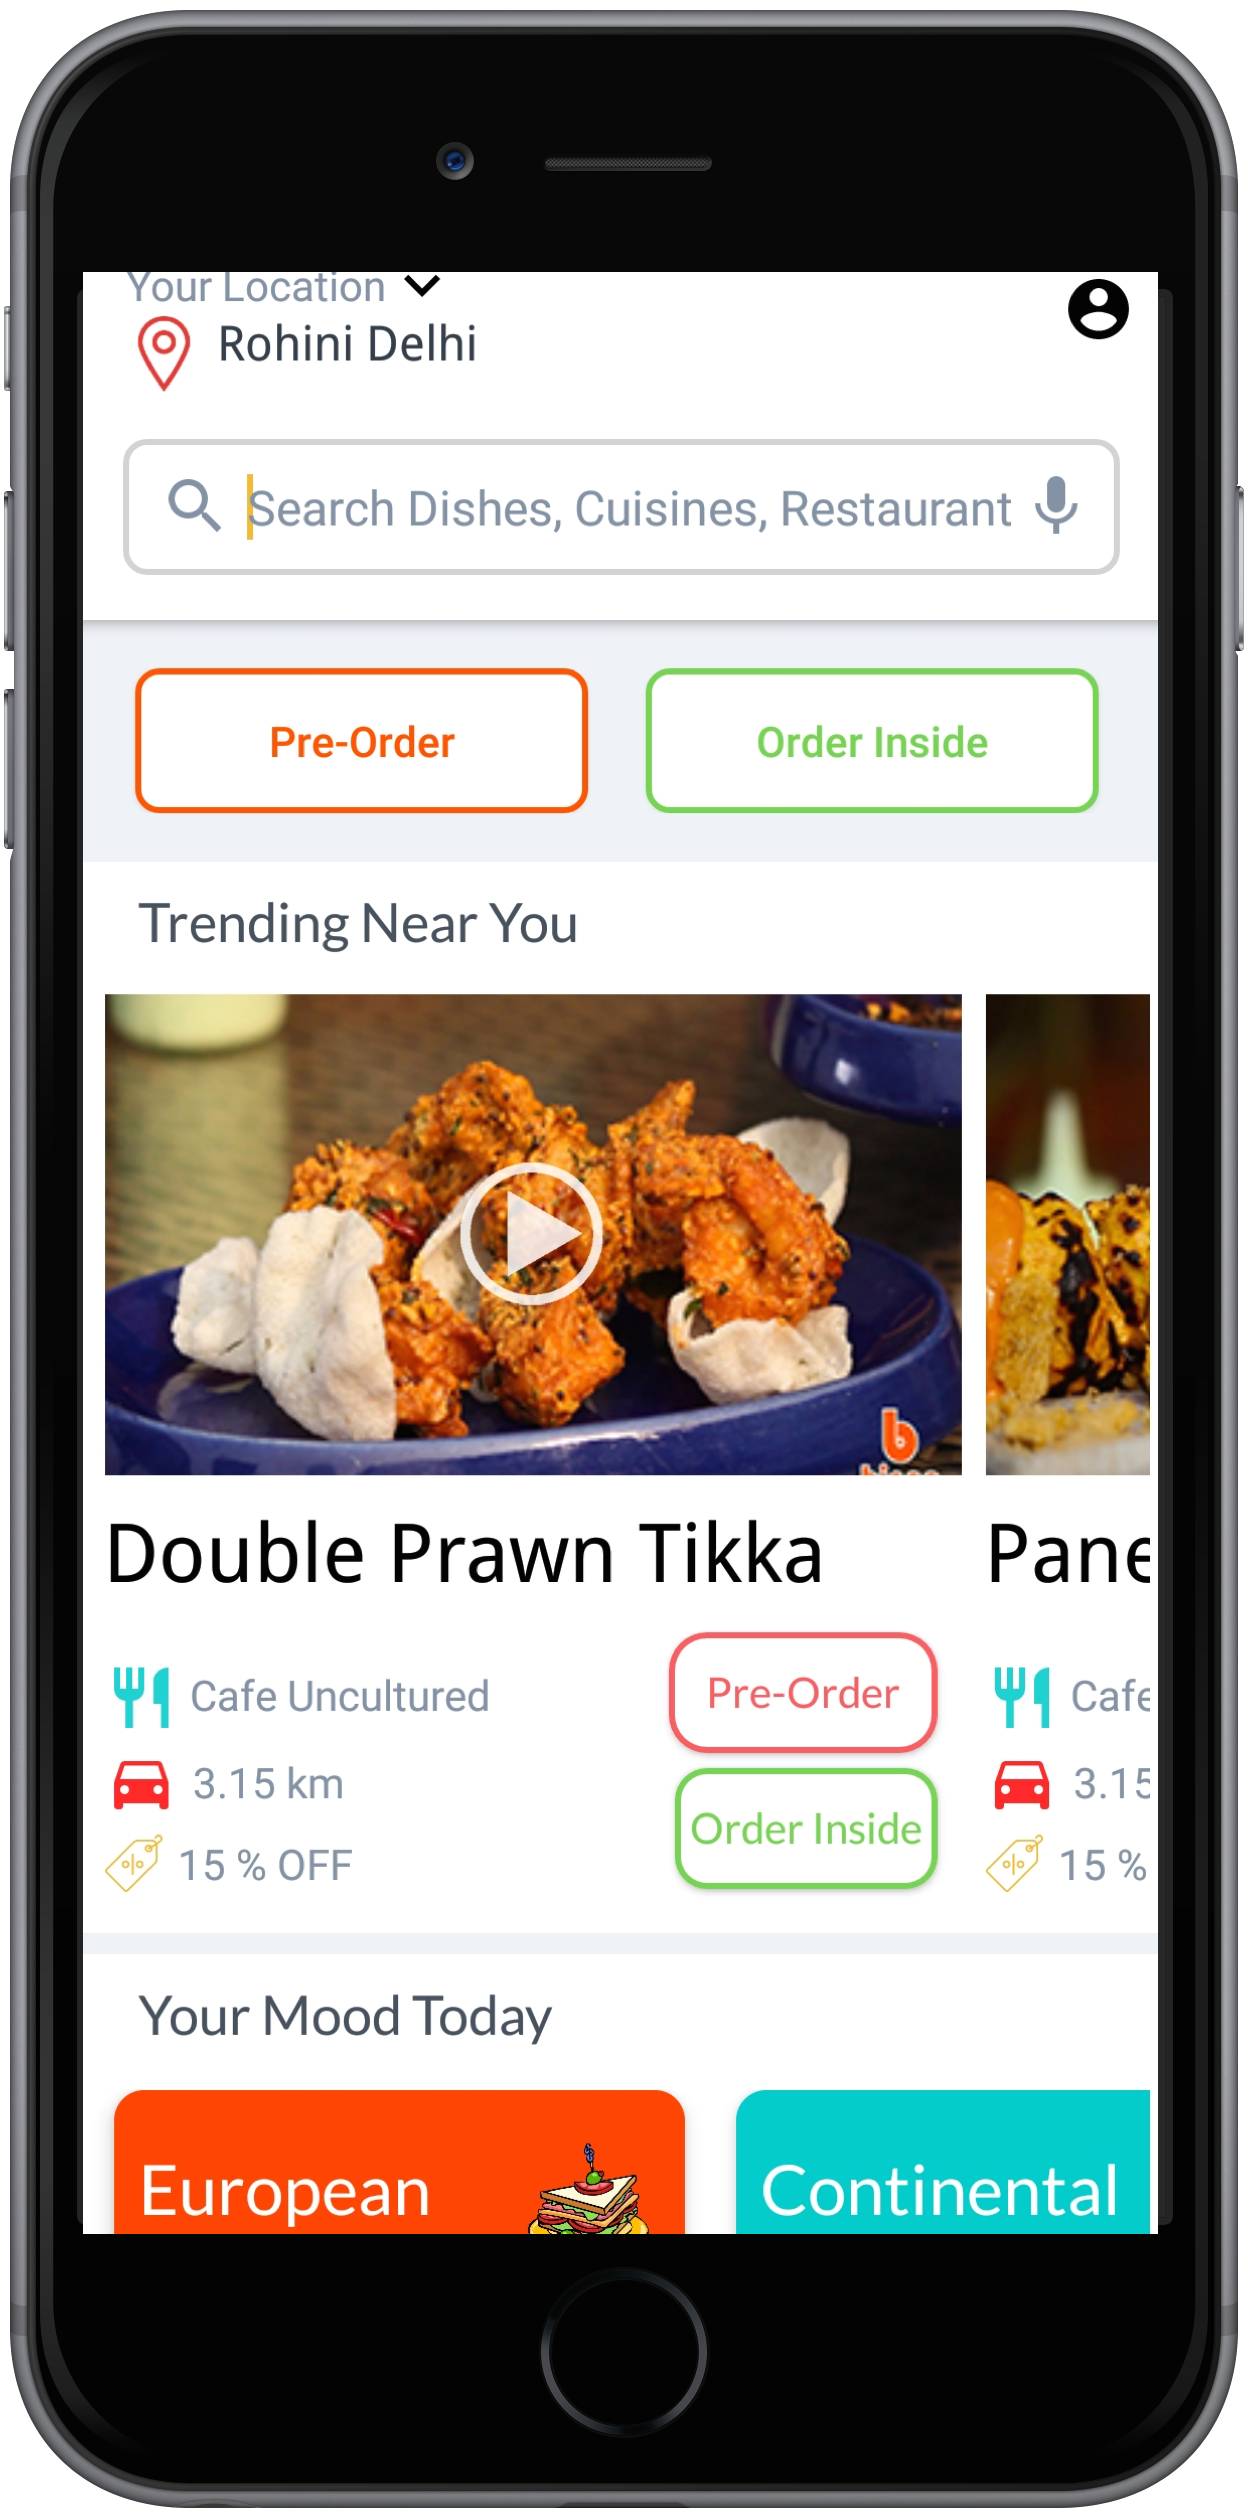 Your Location
Rohini Delhi
Search Dishes, Cuisines, Restaurant
Pre-Order
Order Inside
Trending Near You
b
Double Prawn Tikka
Pane
Cafe Uncultured
Pre-Order
Cafe
3.15 km
3.15
Order Inside
15 % OFF
15 %
Your Mood Today
European
Continental